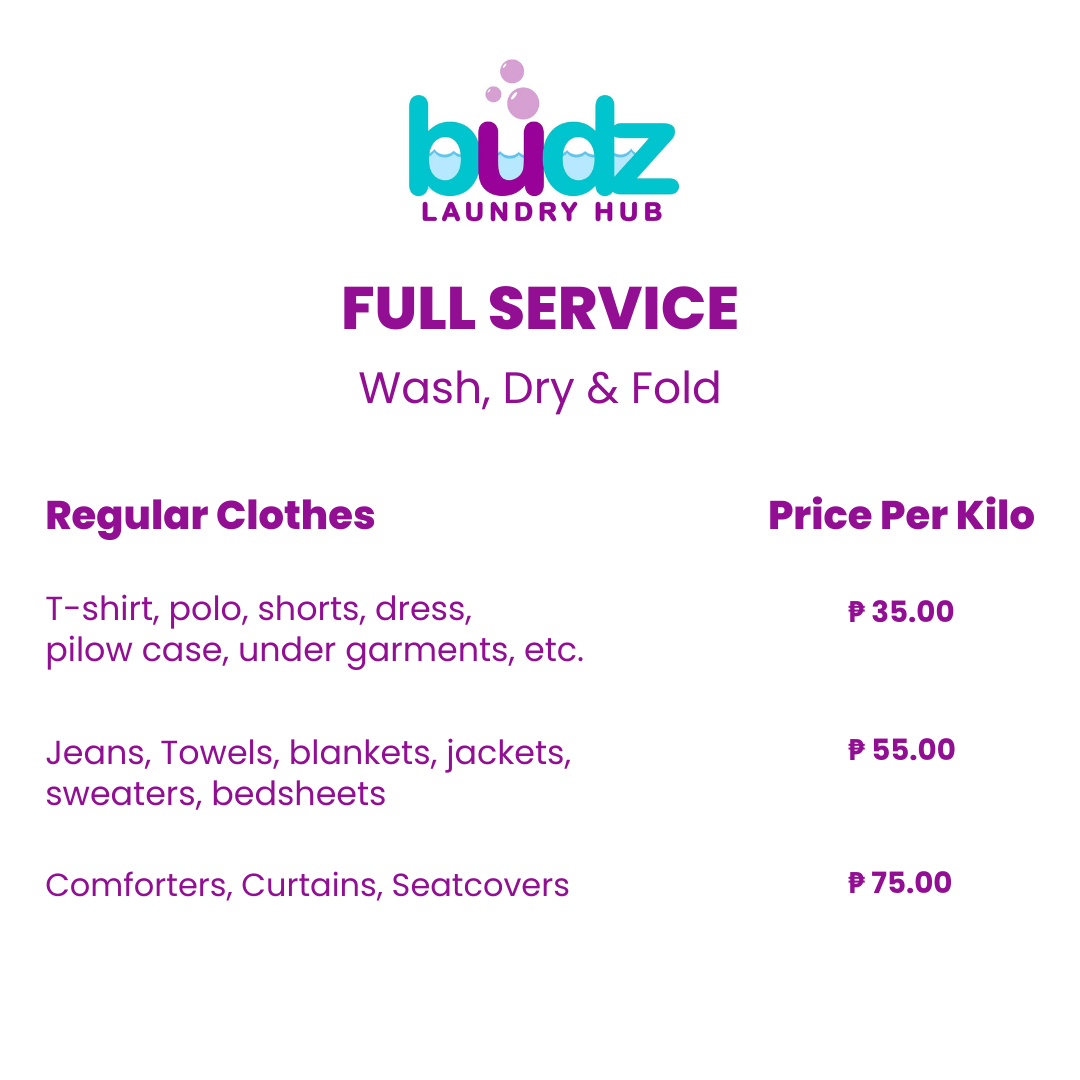 budz
LAUNDRY HUB
FULL SERVICE
Wash, Dry & Fold
Regular Clothes Price Per Kilo
T-shirt, polo, shorts, dress, ₱ 35.00
pilow case, under garments, etc.
Jeans, Towels, blankets, jackets, ₱ 55.00
sweaters, bedsheets
Comforters, Curtains, Seatcovers ₱ 75.00